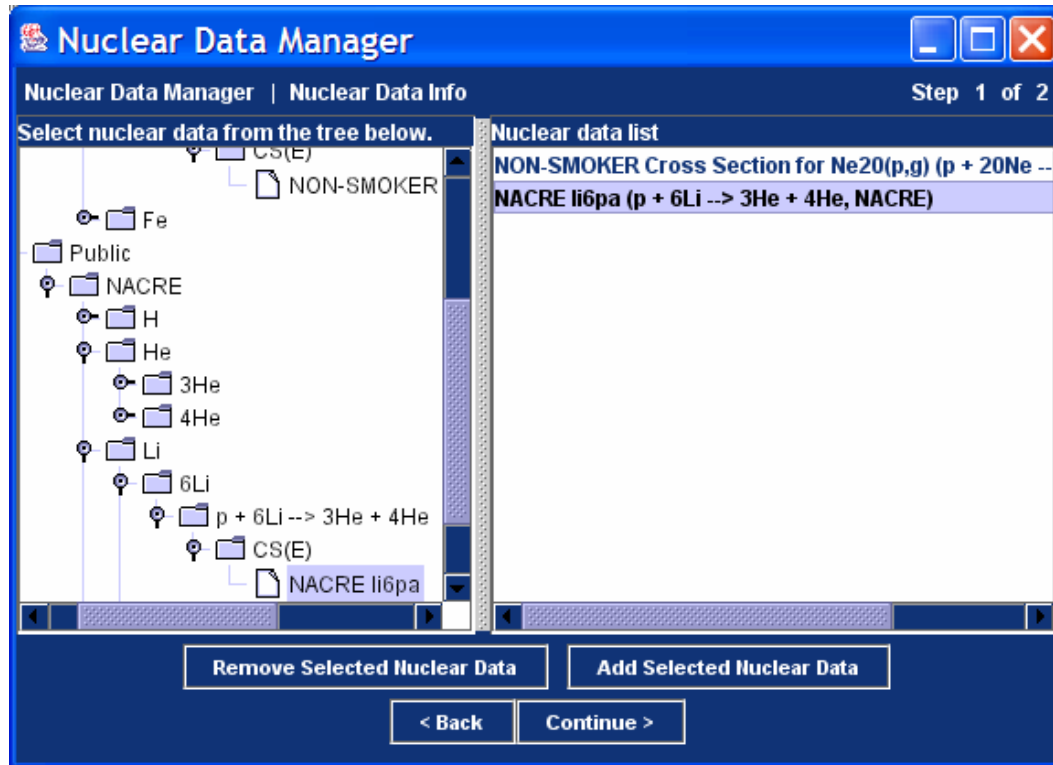 Nuclear Data Manager
Nuclear Data Manager | Nuclear Data Info
Step 1 of 2
Select nuclear data from the tree below.
CS(E)
NON-SMOKER
Fe
Public
NACRE
H
He
3He
4He
Li
6Li
p + 6Li --> 3He + 4He
CS(E)
NACRE li6pa
Nuclear data list
NON-SMOKER Cross Section for Ne20(p,g) (p + 20Ne --
NACRE li6pa (p + 6Li --> 3He + 4He, NACRE)
Remove Selected Nuclear Data
Add Selected Nuclear Data
< Back
Continue >